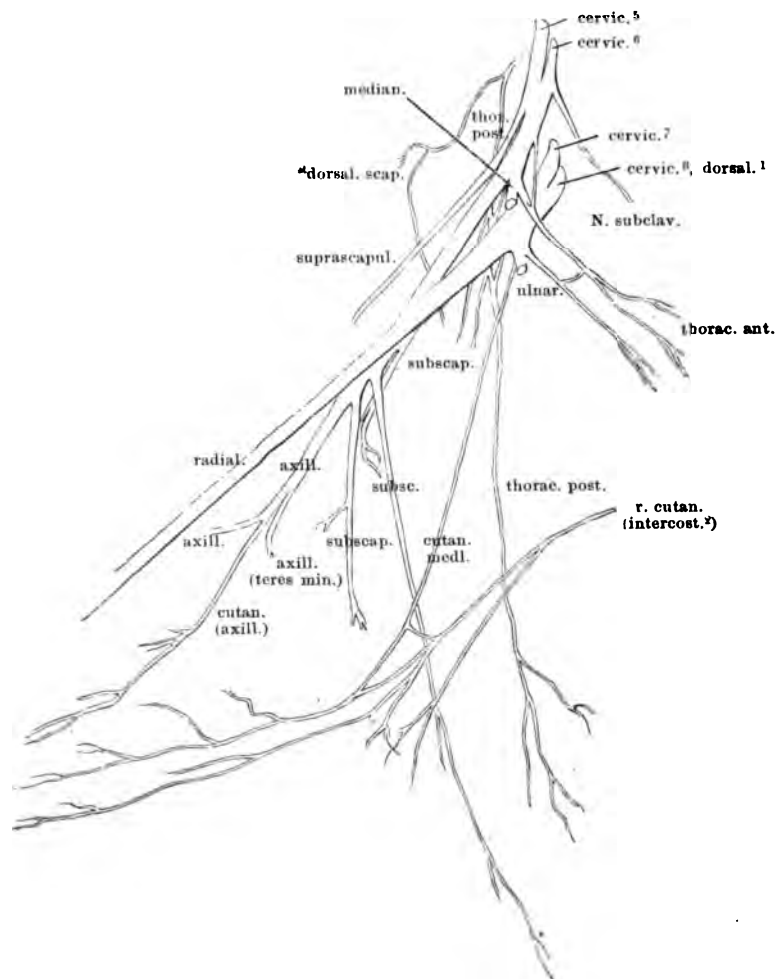 cervic. 5
cervic. 6
median.
thor.
post.
cervic. 7
dorsal. scap.
cervic. 8, dorsal. 1
N. subclav.
suprascapul.
ulnar.
thorac. ant.
subscap.
radial.
axill.
subsc.
thorac. post.
r. cutan.
(intercost. 2)
axill.
subscap.
cutan.
medl.
axill.
(teres min.)
cutan.
(axill.)